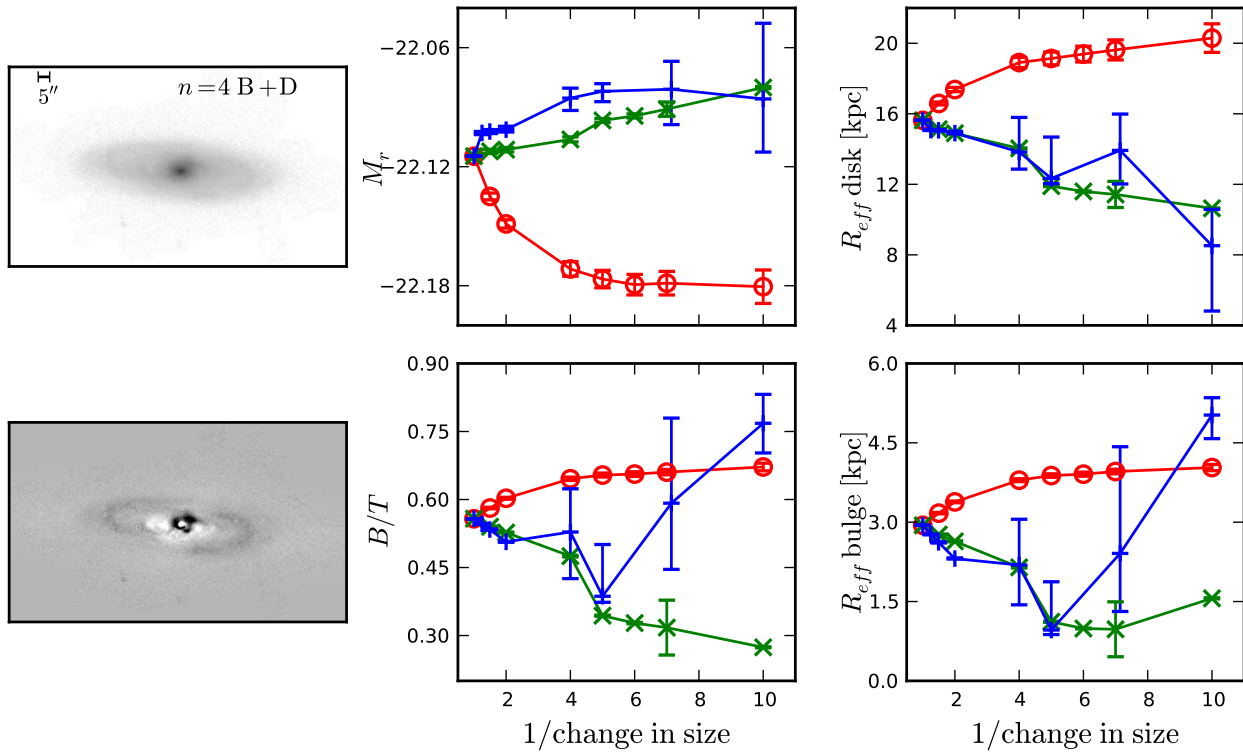 5″
n=4 B+D
M_r
−22.06
−22.12
−22.18
R_eff disk [kpc]
20
16
12
8
4
B/T
0.90
0.75
0.60
0.45
0.30
2 4 6 8 10
1/change in size
R_eff bulge [kpc]
6.0
4.5
3.0
1.5
0.0
2 4 6 8 10
1/change in size